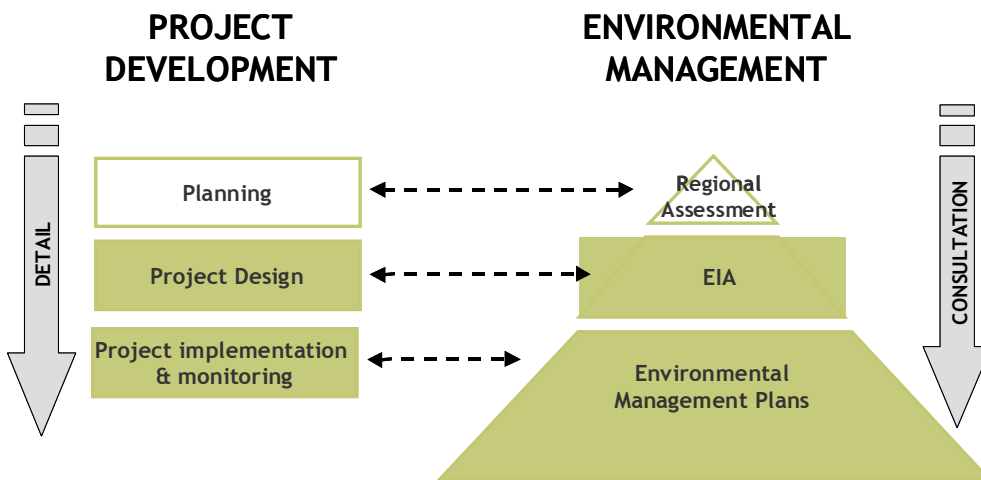 PROJECT
DEVELOPMENT
ENVIRONMENTAL
MANAGEMENT
DETAIL
Planning
Regional
Assessment
CONSULTATION
Project Design
EIA
Project implementation
& monitoring
Environmental
Management Plans